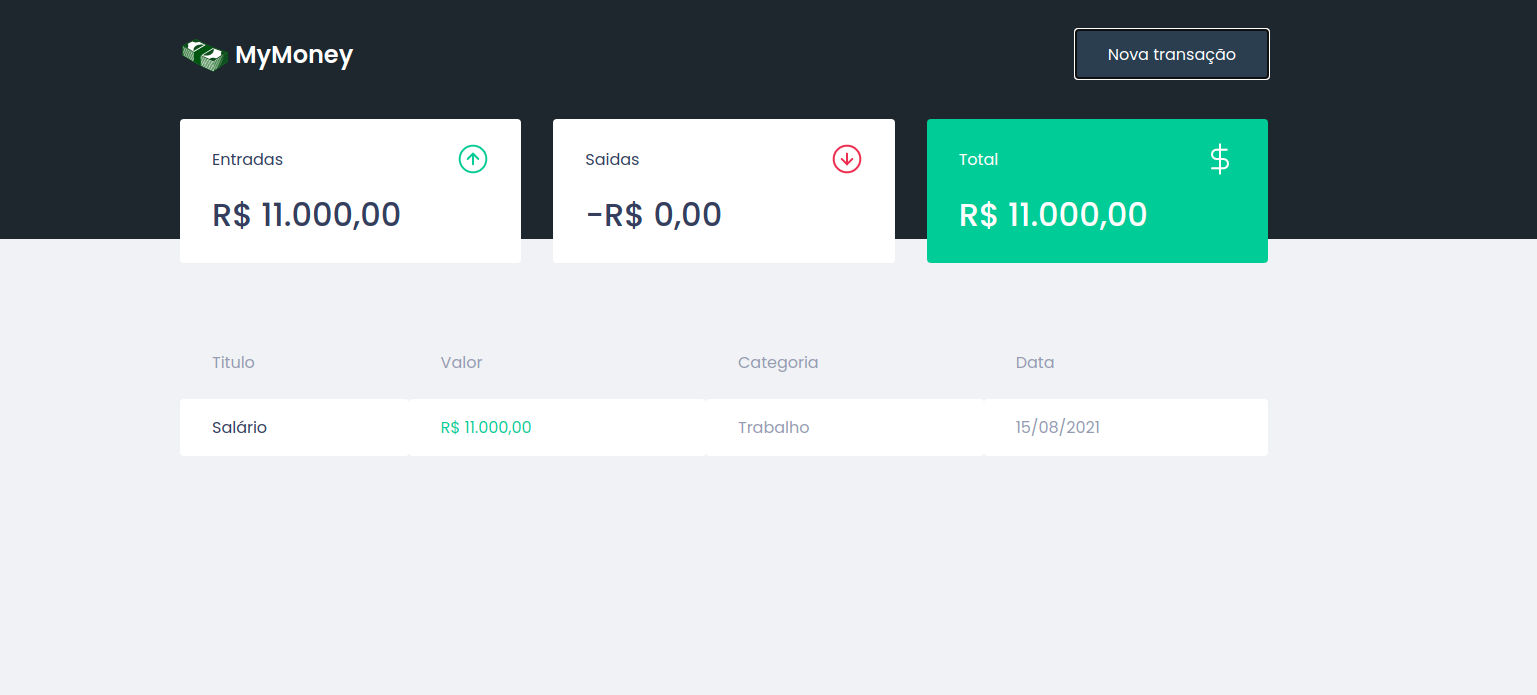 MyMoney
Nova transação
Entradas
R$ 11.000,00
Saidas
-R$ 0,00
Total
$
R$ 11.000,00
Titulo Valor Categoria Data
Salário R$ 11.000,00 Trabalho 15/08/2021